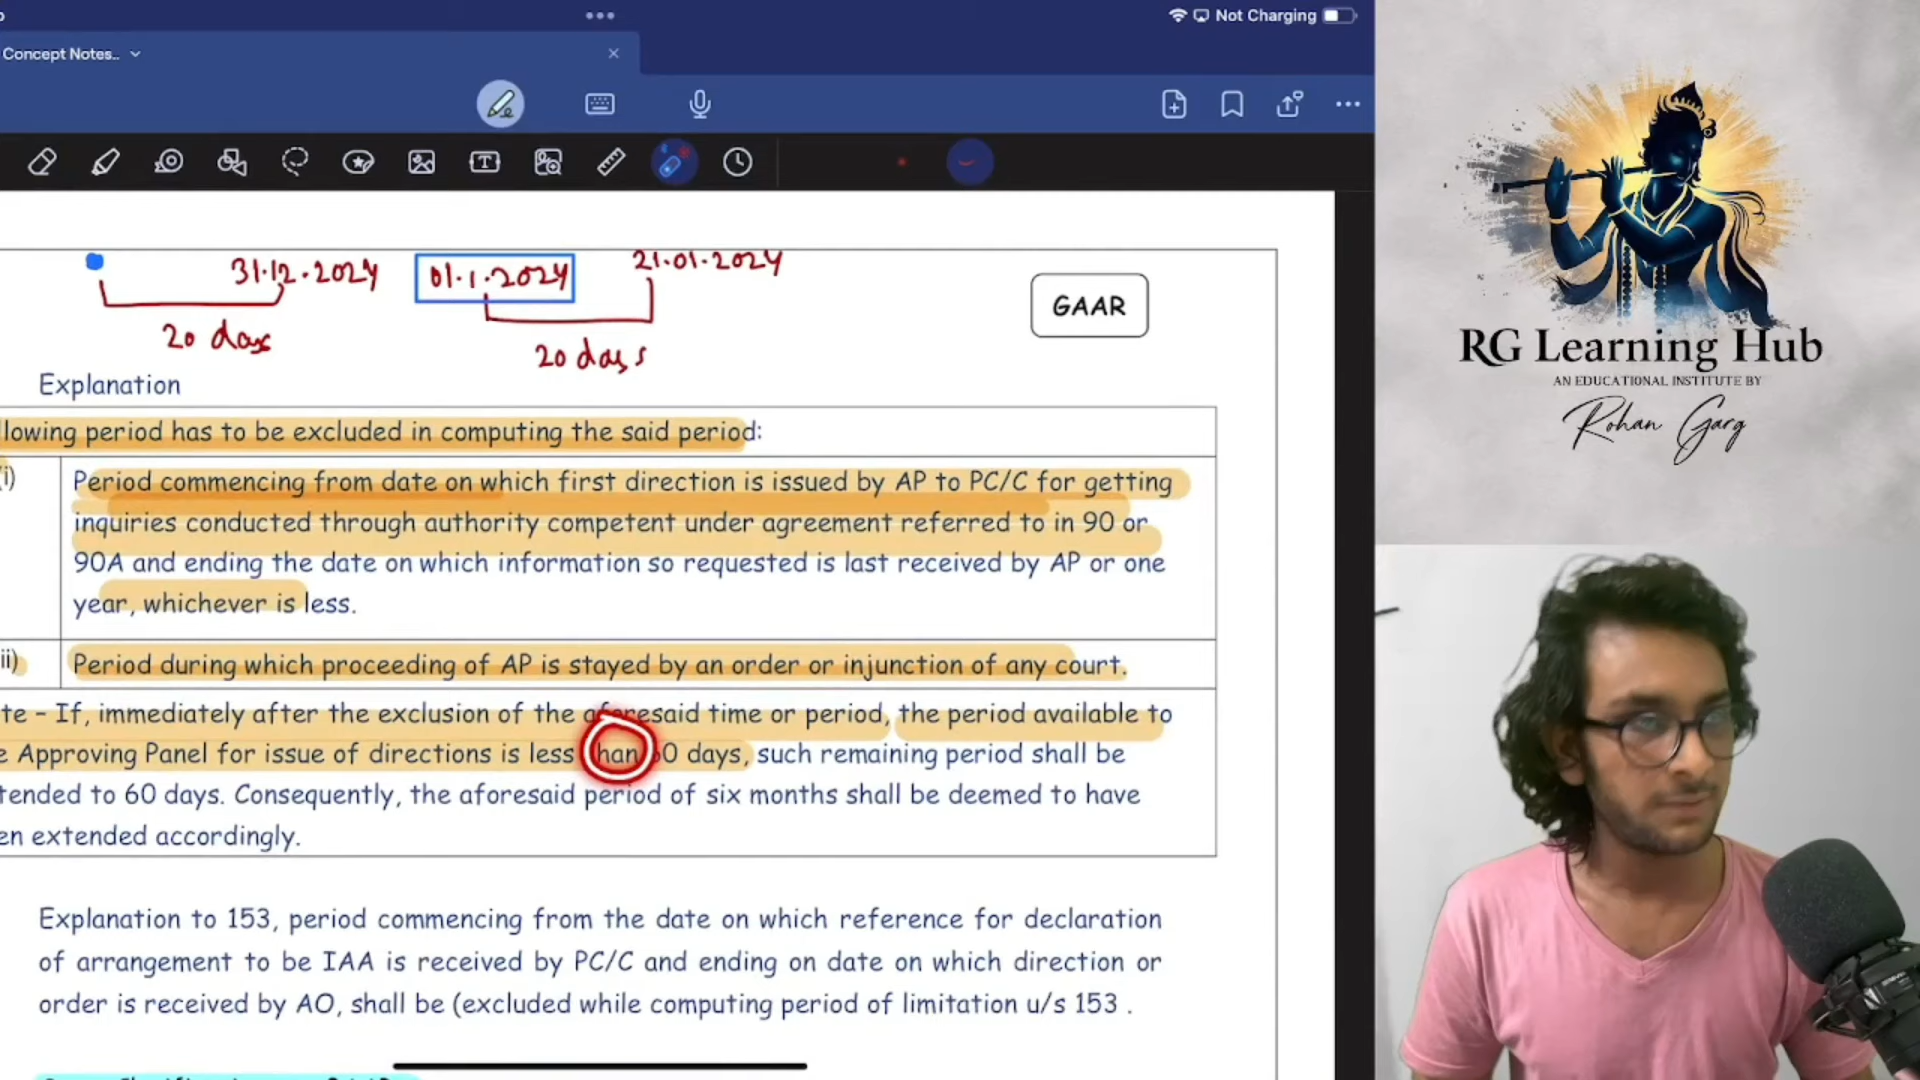 Not Charging
Concept Notes..
31.12.2024
01.1.2024
21.01.2024
20 days
20 days
GAAR
Explanation
llowing period has to be excluded in computing the said period:
(i)
Period commencing from date on which first direction is issued by AP to PC/C for getting
inquiries conducted through authority competent under agreement referred to in 90 or
90A and ending the date on which information so requested is last received by AP or one
year, whichever is less.
ii)
Period during which proceeding of AP is stayed by an order or injunction of any court.
te – If, immediately after the exclusion of the aforesaid time or period, the period available to
e Approving Panel for issue of directions is less than 60 days, such remaining period shall be
tended to 60 days. Consequently, the aforesaid period of six months shall be deemed to have
en extended accordingly.
Explanation to 153, period commencing from the date on which reference for declaration
of arrangement to be IAA is received by PC/C and ending on date on which direction or
order is received by AO, shall be (excluded while computing period of limitation u/s 153 .
RG Learning Hub
AN EDUCATIONAL INSTITUTE BY
Rohan Garg